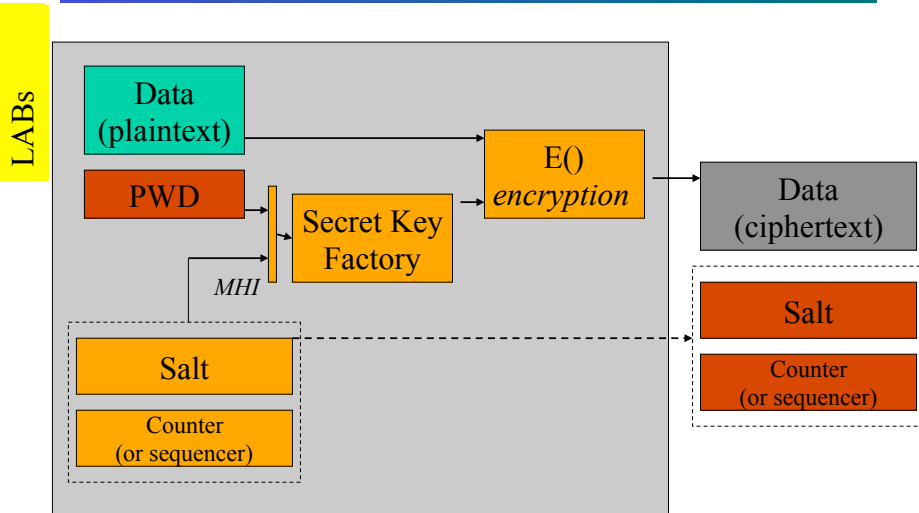 LABs
Data
(plaintext)
PWD
MHI
Secret Key
Factory
E()
encryption
Salt
Counter
(or sequencer)
Data
(ciphertext)
Salt
Counter
(or sequencer)